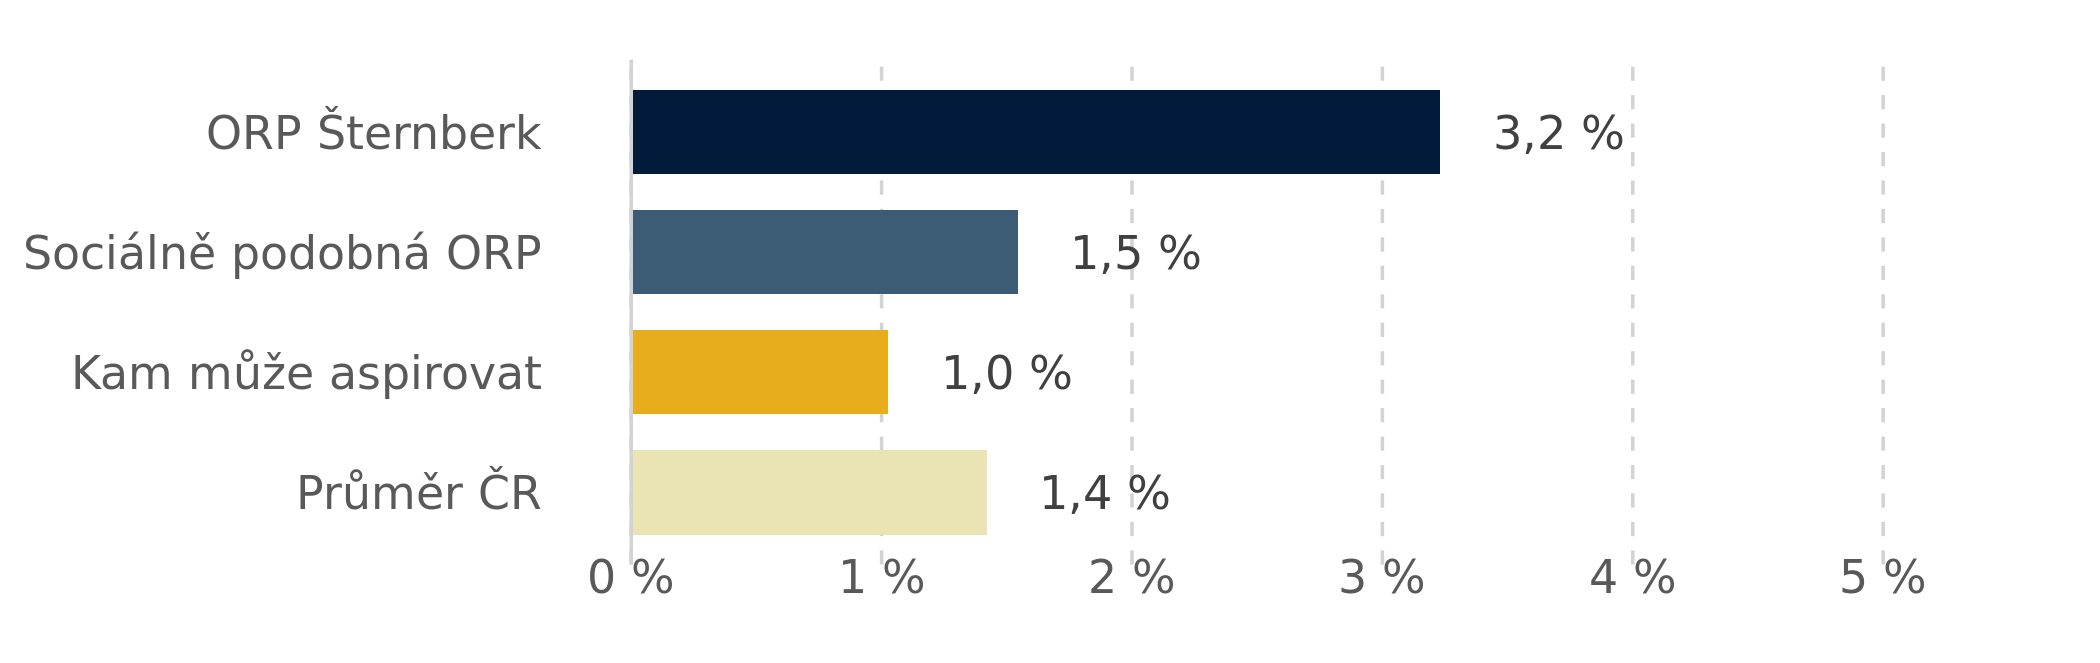 ORP Šternberk 3,2 %
Sociálně podobná ORP 1,5 %
Kam může aspirovat 1,0 %
Průměr ČR 1,4 %
0 % 1 % 2 % 3 % 4 % 5 %